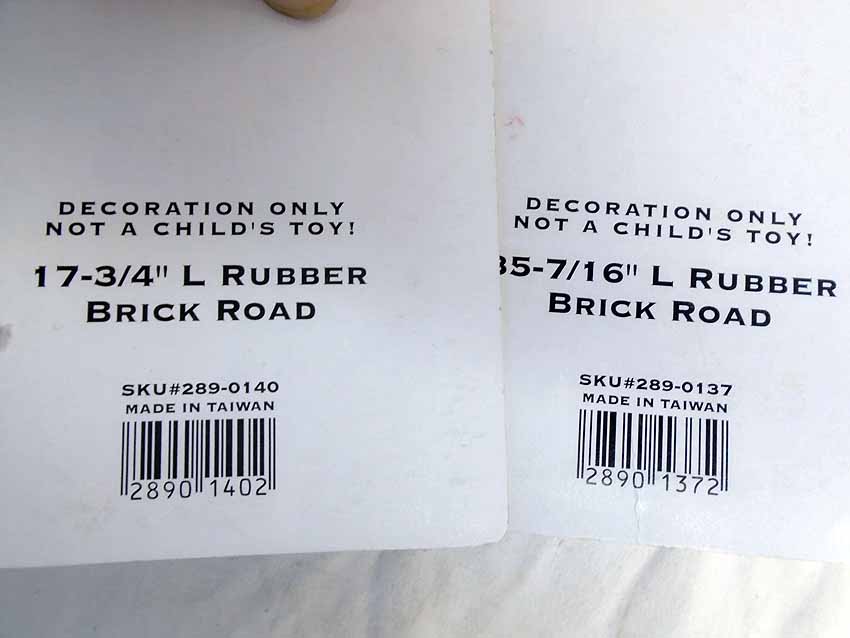 DECORATION ONLY
NOT A CHILD'S TOY!
17-3/4" L RUBBER
BRICK ROAD
SKU#289-0140
MADE IN TAIWAN
2890 1402
DECORATION ONLY
NOT A CHILD'S TOY!
35-7/16" L RUBBER
BRICK ROAD
SKU#289-0137
MADE IN TAIWAN
2890 1372